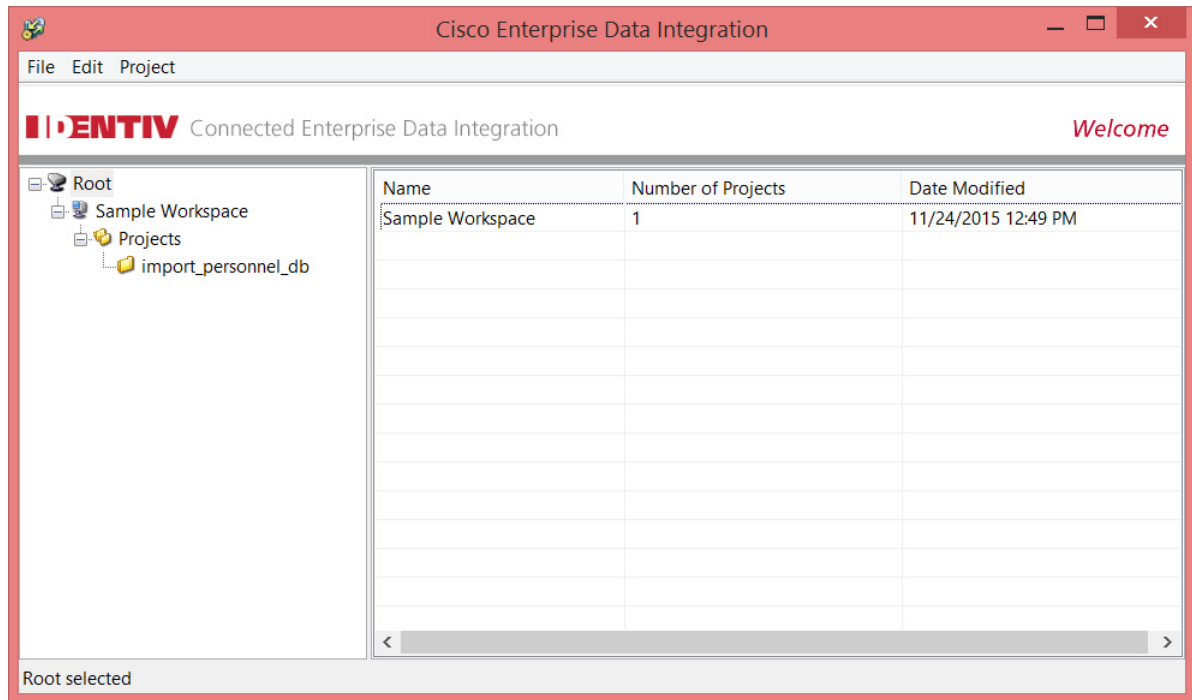 Cisco Enterprise Data Integration
File Edit Project
IDENTIV Connected Enterprise Data Integration
Welcome
Root
Sample Workspace
Projects
import_personnel_db
Name Number of Projects Date Modified
Sample Workspace 1 11/24/2015 12:49 PM
Root selected